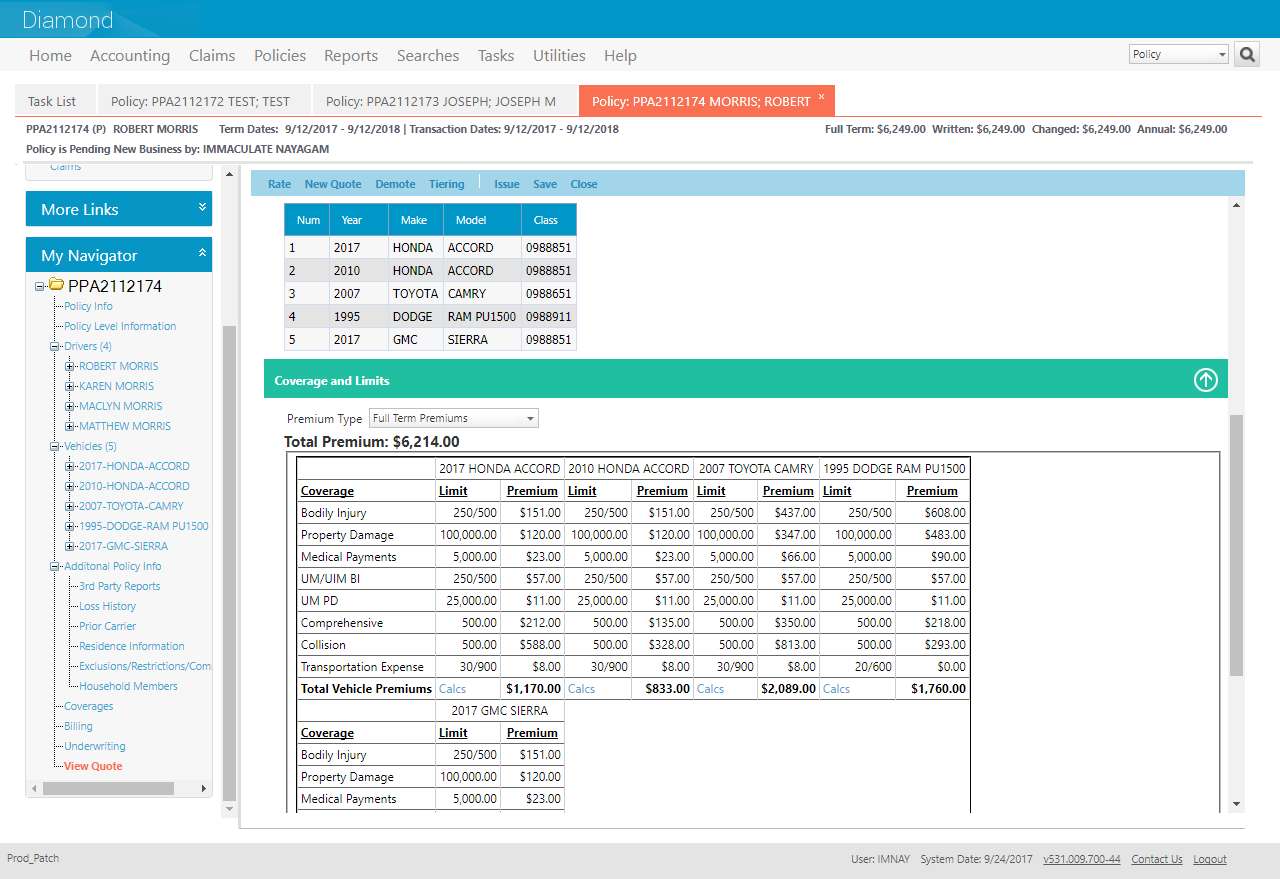 Diamond
Home Accounting Claims Policies Reports Searches Tasks Utilities Help Policy
Task List Policy: PPA2112172 TEST; TEST Policy: PPA2112173 JOSEPH; JOSEPH M Policy: PPA2112174 MORRIS; ROBERT x
PPA2112174 (P) ROBERT MORRIS Term Dates: 9/12/2017 - 9/12/2018 | Transaction Dates: 9/12/2017 - 9/12/2018 Full Term: $6,249.00 Written: $6,249.00 Changed: $6,249.00 Annual: $6,249.00
Policy is Pending New Business by: IMMACULATE NAYAGAM
Claims
More Links
My Navigator
PPA2112174
Policy Info
Policy Level Information
Drivers (4)
ROBERT MORRIS
KAREN MORRIS
MACLYN MORRIS
MATTHEW MORRIS
Vehicles (5)
2017-HONDA-ACCORD
2010-HONDA-ACCORD
2007-TOYOTA-CAMRY
1995-DODGE-RAM PU1500
2017-GMC-SIERRA
Additonal Policy Info
3rd Party Reports
Loss History
Prior Carrier
Residence Information
Exclusions/Restrictions/Com
Household Members
Coverages
Billing
Underwriting
View Quote
Rate New Quote Demote Tiering Issue Save Close
Num Year Make Model Class
1 2017 HONDA ACCORD 0988851
2 2010 HONDA ACCORD 0988851
3 2007 TOYOTA CAMRY 0988651
4 1995 DODGE RAM PU1500 0988911
5 2017 GMC SIERRA 0988851
Coverage and Limits
Premium Type Full Term Premiums
Total Premium: $6,214.00
2017 HONDA ACCORD 2010 HONDA ACCORD 2007 TOYOTA CAMRY 1995 DODGE RAM PU1500
Coverage Limit Premium Limit Premium Limit Premium Limit Premium
Bodily Injury 250/500 $151.00 250/500 $151.00 250/500 $437.00 250/500 $608.00
Property Damage 100,000.00 $120.00 100,000.00 $120.00 100,000.00 $347.00 100,000.00 $483.00
Medical Payments 5,000.00 $23.00 5,000.00 $23.00 5,000.00 $66.00 5,000.00 $90.00
UM/UIM BI 250/500 $57.00 250/500 $57.00 250/500 $57.00 250/500 $57.00
UM PD 25,000.00 $11.00 25,000.00 $11.00 25,000.00 $11.00 25,000.00 $11.00
Comprehensive 500.00 $212.00 500.00 $135.00 500.00 $350.00 500.00 $218.00
Collision 500.00 $588.00 500.00 $328.00 500.00 $813.00 500.00 $293.00
Transportation Expense 30/900 $8.00 30/900 $8.00 30/900 $8.00 20/600 $0.00
Total Vehicle Premiums Calcs $1,170.00 Calcs $833.00 Calcs $2,089.00 Calcs $1,760.00
2017 GMC SIERRA
Coverage Limit Premium
Bodily Injury 250/500 $151.00
Property Damage 100,000.00 $120.00
Medical Payments 5,000.00 $23.00
Prod_Patch User: IMNAY System Date: 9/24/2017 v531.009.700-44 Contact Us Logout